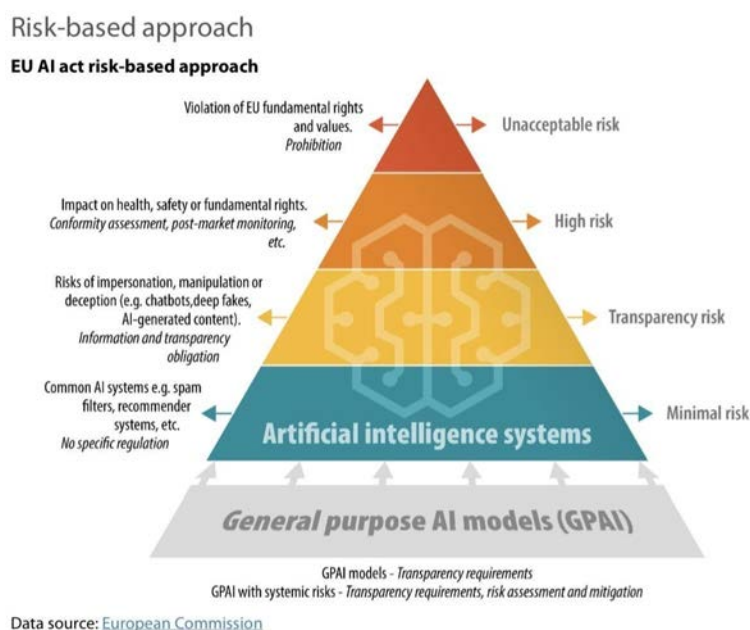 Risk-based approach
EU AI act risk-based approach
Violation of EU fundamental rights
and values.
Prohibition
Unacceptable risk
Impact on health, safety or fundamental rights.
Conformity assessment, post-market monitoring,
etc.
High risk
Risks of impersonation, manipulation or
deception (e.g. chatbots,deep fakes,
AI-generated content).
Information and transparency
obligation
Transparency risk
Common AI systems e.g. spam
filters, recommender
systems, etc.
No specific regulation
Minimal risk
Artificial intelligence systems
General purpose AI models (GPAI)
GPAI models - Transparency requirements
GPAI with systemic risks - Transparency requirements, risk assessment and mitigation
Data source: European Commission